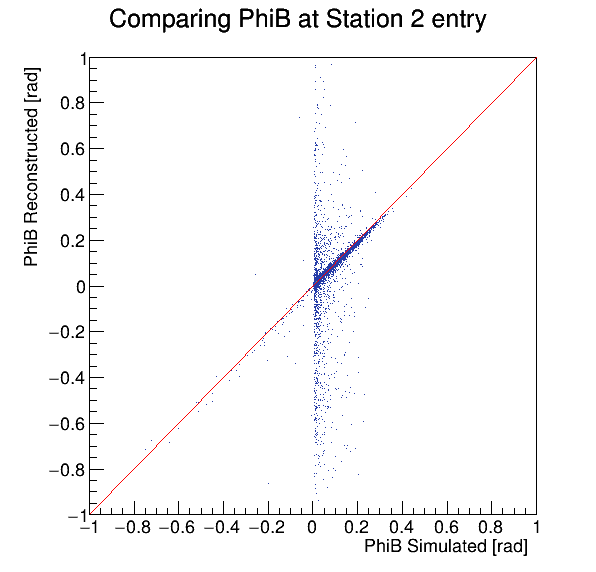 Comparing PhiB at Station 2 entry
PhiB Reconstructed [rad]
1
0.8
0.6
0.4
0.2
0
−0.2
−0.4
−0.6
−0.8
−1
−1 −0.8 −0.6 −0.4 −0.2 0 0.2 0.4 0.6 0.8 1
PhiB Simulated [rad]